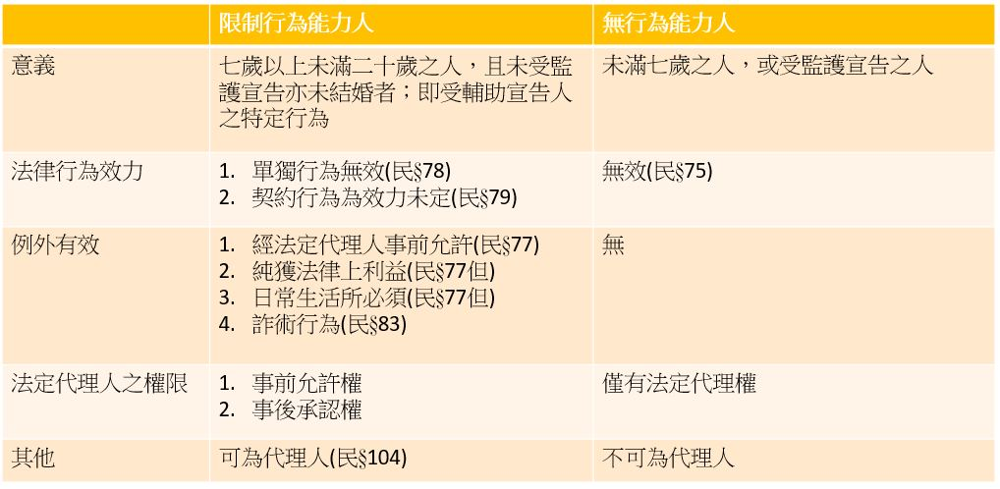 限制行為能力人
無行為能力人
意義
七歲以上未滿二十歲之人，且未受監
護宣告亦未結婚者；即受輔助宣告人
之特定行為
未滿七歲之人，或受監護宣告之人
法律行為效力
1. 單獨行為無效(民§78)
2. 契約行為為效力未定(民§79)
無效(民§75)
例外有效
1. 經法定代理人事前允許(民§77)
2. 純獲法律上利益(民§77但)
3. 日常生活所必須(民§77但)
4. 詐術行為(民§83)
無
法定代理人之權限
1. 事前允許權
2. 事後承認權
僅有法定代理權
其他
可為代理人(民§104)
不可為代理人